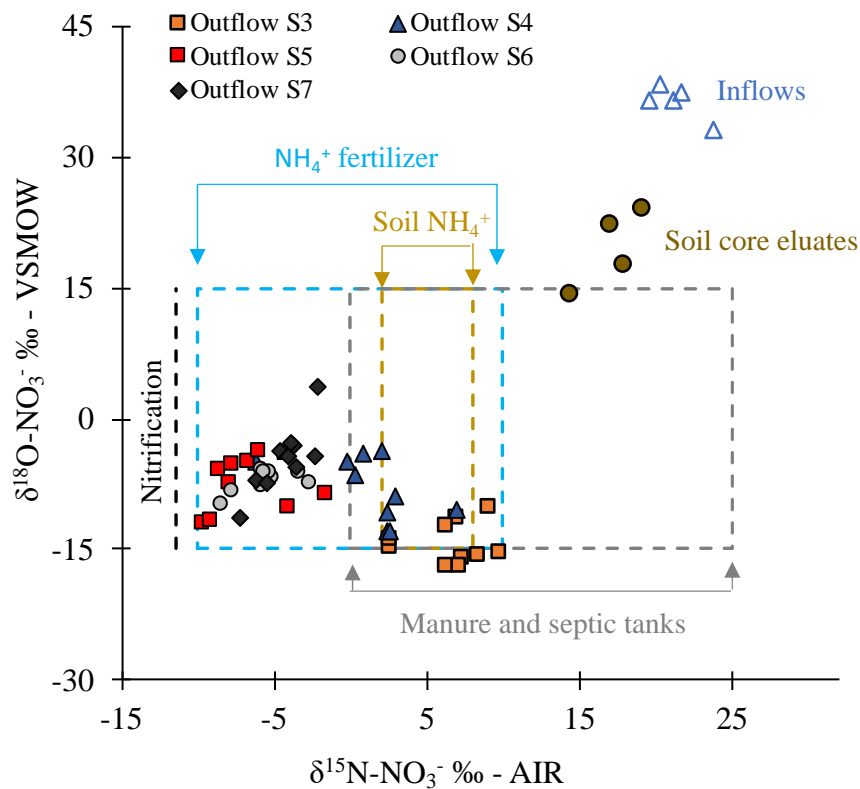 45
30
15
0
-15
-30
Outflow S3
Outflow S4
Outflow S5
Outflow S6
Outflow S7
Inflows
NH₄⁺ fertilizer
Soil NH₄⁺
Soil core eluates
Nitrification
Manure and septic tanks
δ¹⁸O-NO₃⁻ ‰ - VSMOW
-15
-5
5
15
25
δ¹⁵N-NO₃⁻ ‰ - AIR